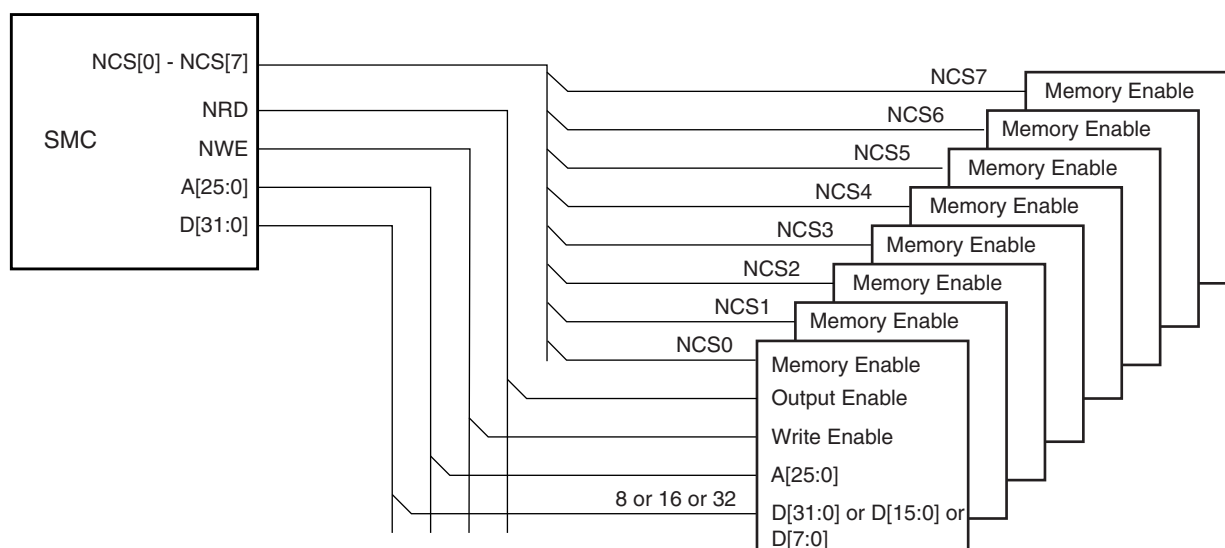 NCS[0] - NCS[7]
NRD
SMC
NWE
A[25:0]
D[31:0]
NCS7
Memory Enable
NCS6
Memory Enable
NCS5
Memory Enable
NCS4
Memory Enable
NCS3
Memory Enable
NCS2
Memory Enable
NCS1
Memory Enable
NCS0
Memory Enable
Output Enable
Write Enable
A[25:0]
8 or 16 or 32
D[31:0] or D[15:0] or
D[7:0]